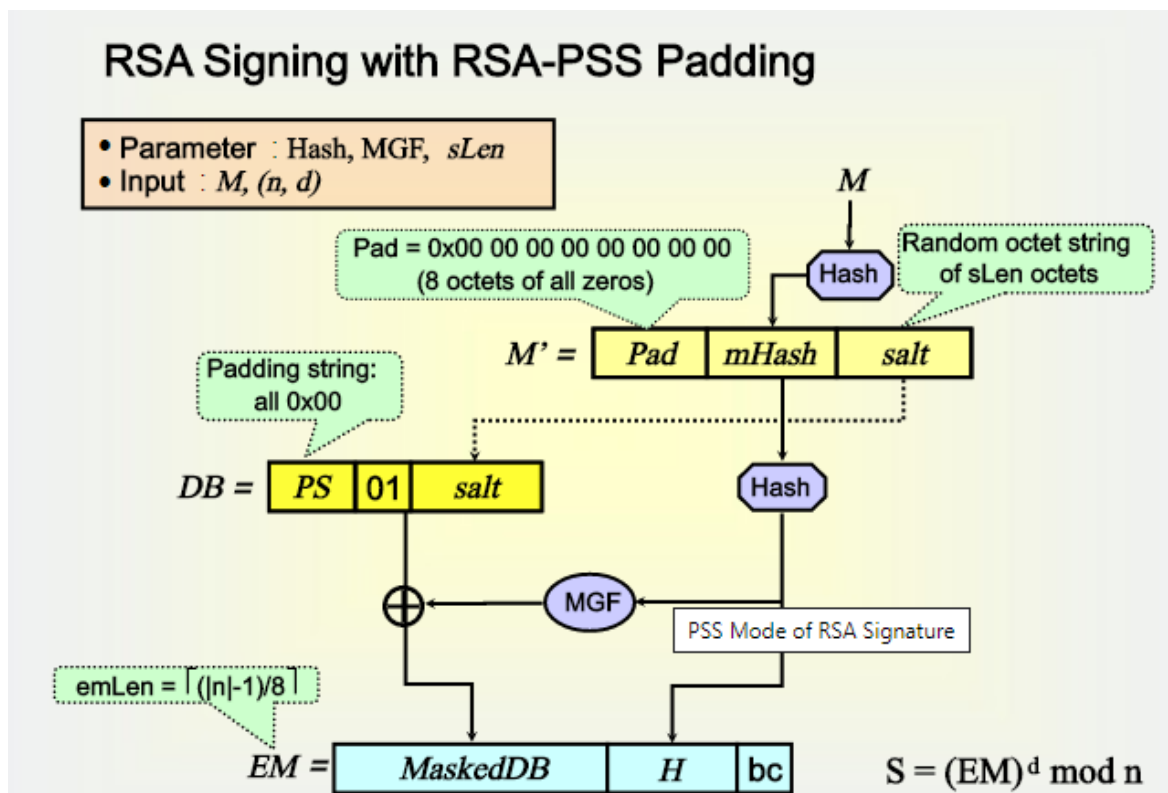 RSA Signing with RSA-PSS Padding
• Parameter : Hash, MGF, sLen
• Input : M, (n, d)
M
Pad = 0x00 00 00 00 00 00 00 00
(8 octets of all zeros)
Hash
Random octet string
of sLen octets
M' = Pad mHash salt
Padding string:
all 0x00
DB = PS 01 salt
Hash
MGF
PSS Mode of RSA Signature
emLen = ⌈(|n|-1)/8⌉
EM = MaskedDB H bc
S = (EM)ᵈ mod n